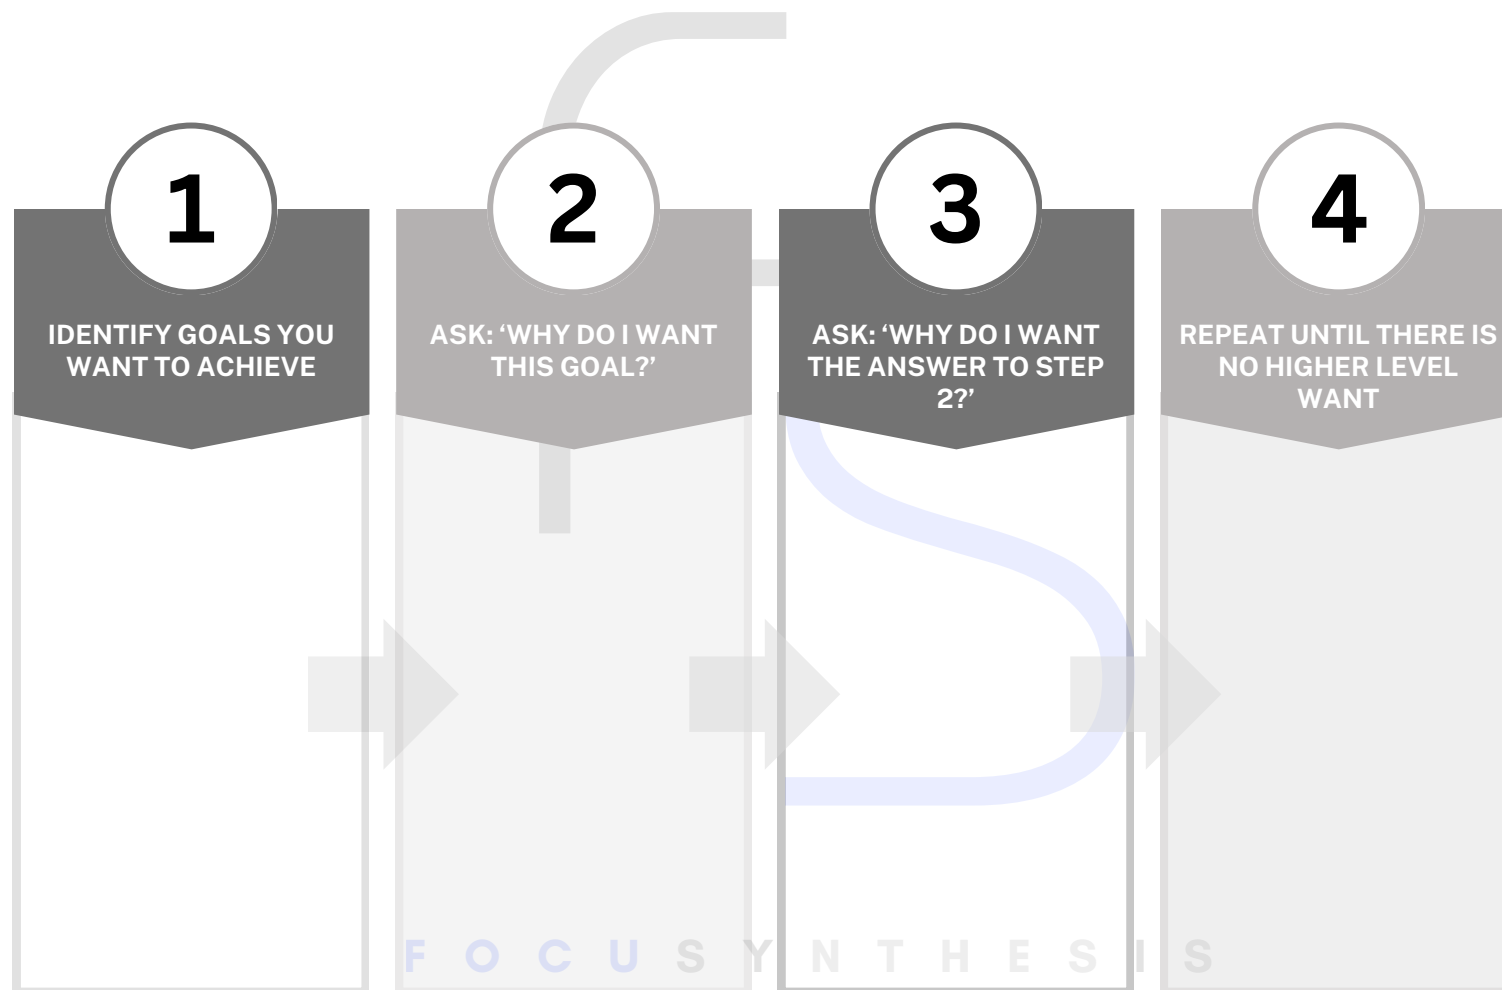 1
IDENTIFY GOALS YOU
WANT TO ACHIEVE
2
ASK: ‘WHY DO I WANT
THIS GOAL?’
3
ASK: ‘WHY DO I WANT
THE ANSWER TO STEP
2?’
4
REPEAT UNTIL THERE IS
NO HIGHER LEVEL
WANT
FOCUSYNTHESIS